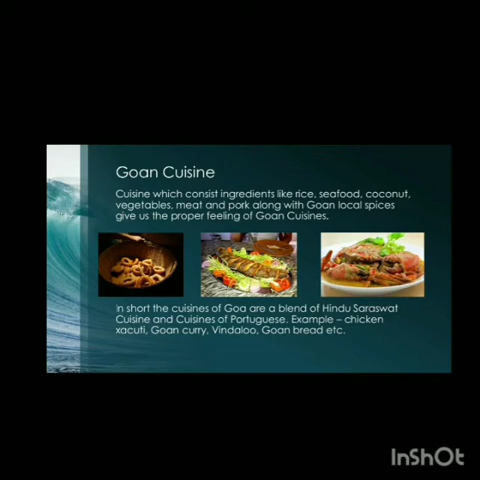 Goan Cuisine
Cuisine which consist ingredients like rice, seafood, coconut,
vegetables, meat and pork along with Goan local spices
give us the proper feeling of Goan Cuisines.
In short the cuisines of Goa are a blend of Hindu Saraswat
Cuisine and Cuisines of Portuguese. Example – chicken
xacuti, Goan curry, Vindaloo, Goan bread etc.
InShOt